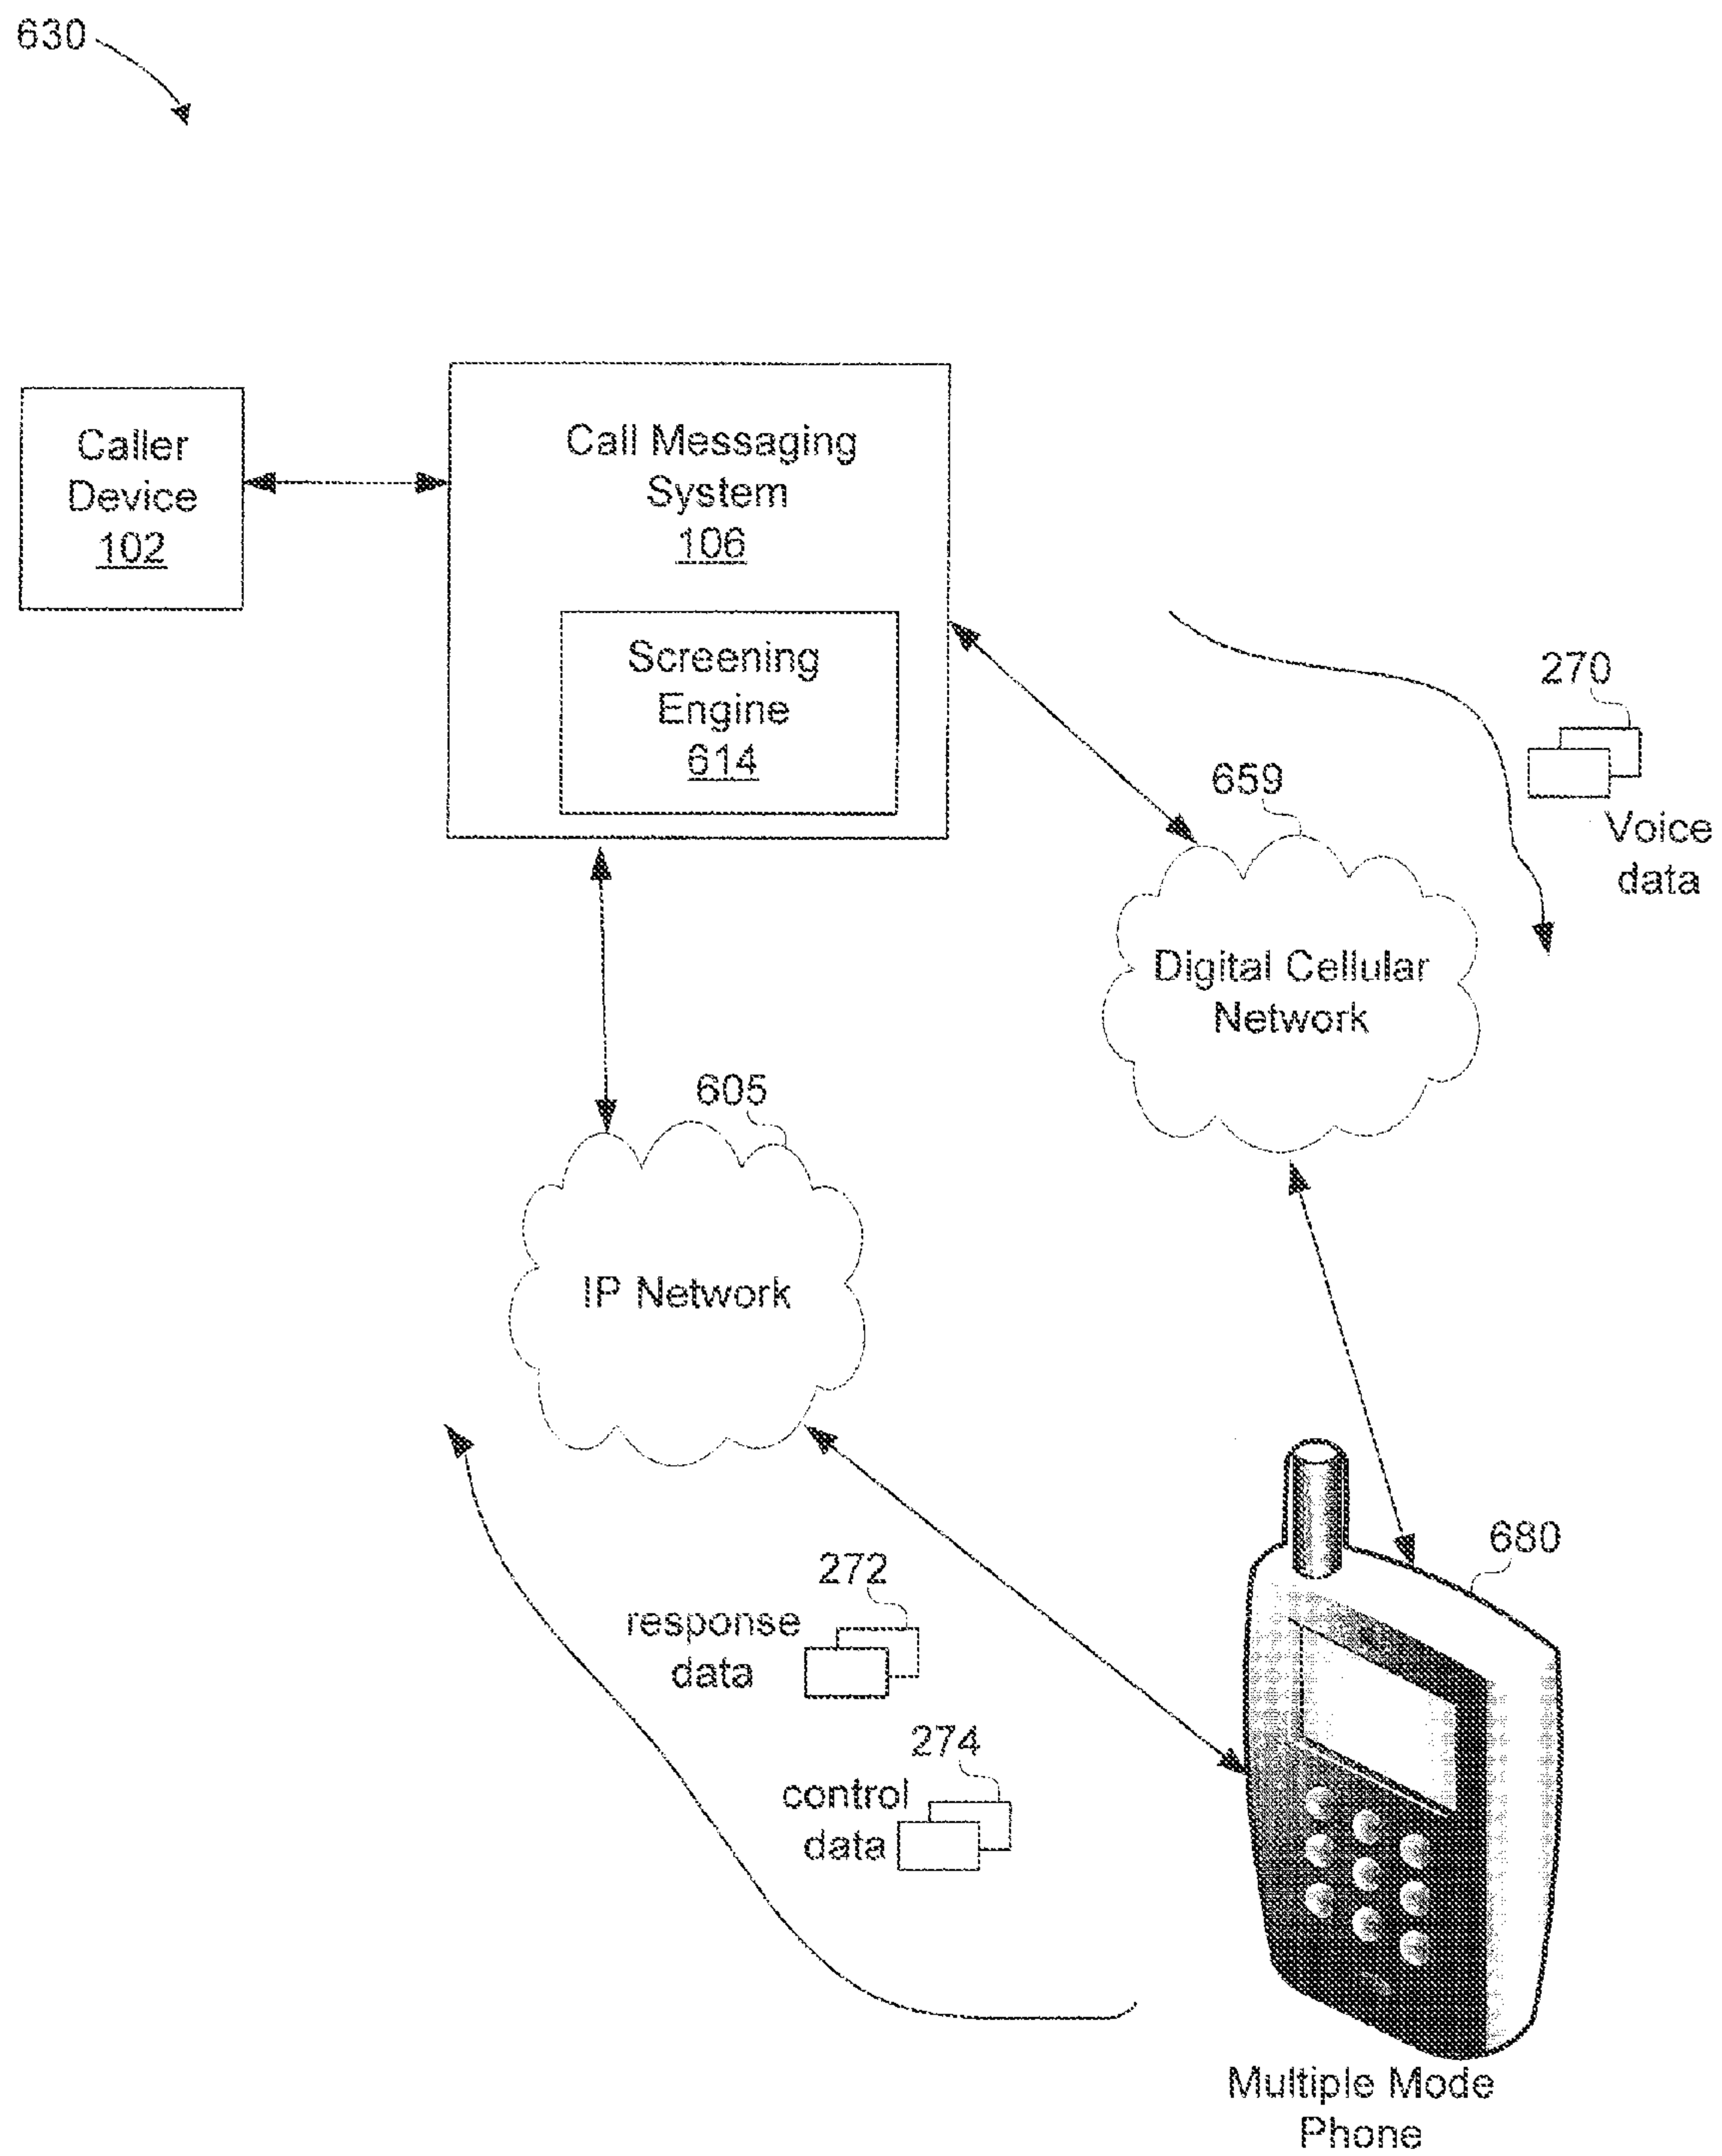 630
Caller
Device
102
Call Messaging
System
106
Screening
Engine
614
270
Voice
data
659
Digital Cellular
Network
605
IP Network
680
272
response
data
274
control
data
Multiple Mode
Phone